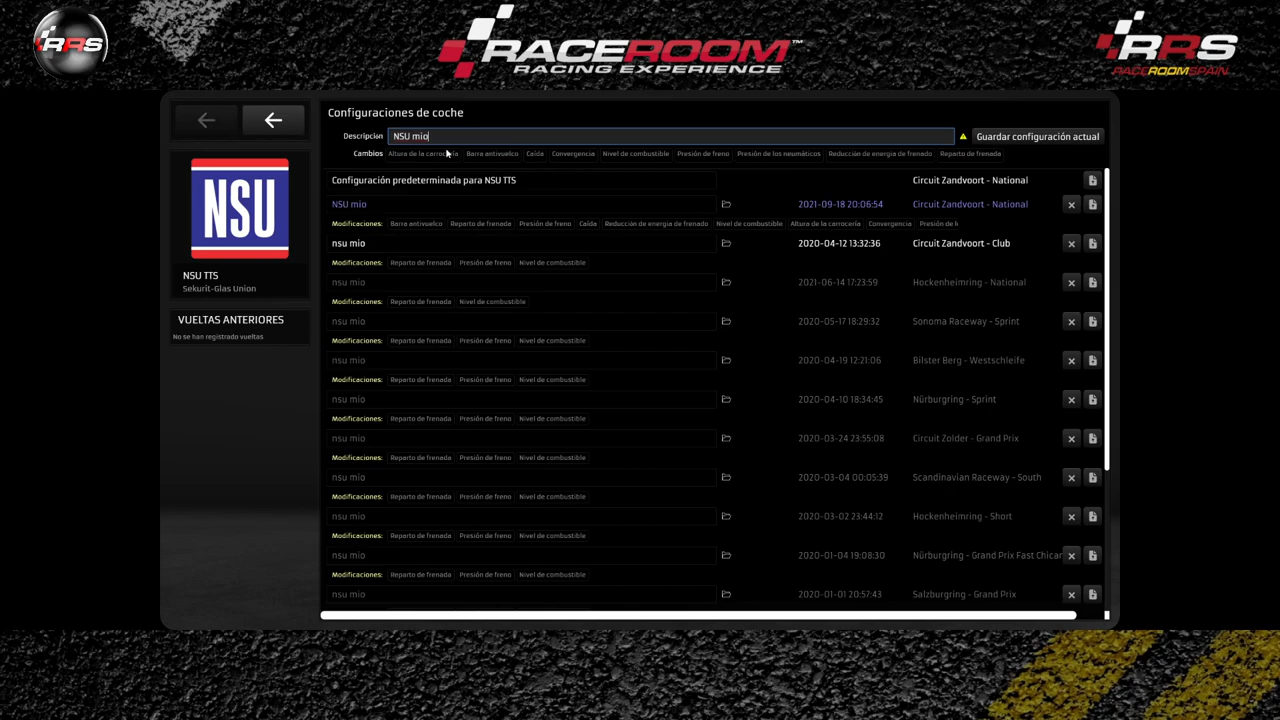 RRS
RACEROOM™
RACING EXPERIENCE
RRS
RACEROOMSPAIN
Configuraciones de coche
Descripción NSU mio Guardar configuración actual
Cambios Altura de la carrocería Barra antivuelco Caída Convergencia Nivel de combustible Presión de freno Presión de los neumáticos Reducción de energía de frenado Reparto de frenada
NSU
NSU TTS
Sekurit-Glas Union
VUELTAS ANTERIORES
No se han registrado vueltas
Configuración predeterminada para NSU TTS Circuit Zandvoort - National
NSU mio 2021-09-18 20:06:54 Circuit Zandvoort - National
Modificaciones: Barra antivuelco Reparto de frenada Presión de freno Caída Reducción de energía de frenado Nivel de combustible Altura de la carrocería Convergencia Presión de l
nsu mio 2020-04-12 13:32:36 Circuit Zandvoort - Club
Modificaciones: Reparto de frenada Presión de freno Nivel de combustible
nsu mio 2021-06-14 17:23:59 Hockenheimring - National
Modificaciones: Reparto de frenada Nivel de combustible
nsu mio 2020-05-17 18:29:32 Sonoma Raceway - Sprint
Modificaciones: Reparto de frenada Presión de freno Nivel de combustible
nsu mio 2020-04-19 12:21:06 Bilster Berg - Westschleife
Modificaciones: Reparto de frenada Presión de freno Nivel de combustible
nsu mio 2020-04-10 18:34:45 Nürburgring - Sprint
Modificaciones: Reparto de frenada Presión de freno Nivel de combustible
nsu mio 2020-03-24 23:55:08 Circuit Zolder - Grand Prix
Modificaciones: Reparto de frenada Presión de freno Nivel de combustible
nsu mio 2020-03-04 00:05:39 Scandinavian Raceway - South
Modificaciones: Reparto de frenada Presión de freno Nivel de combustible
nsu mio 2020-03-02 23:44:12 Hockenheimring - Short
Modificaciones: Reparto de frenada Presión de freno Nivel de combustible
nsu mio 2020-01-04 19:08:30 Nürburgring - Grand Prix Fast Chican
Modificaciones: Reparto de frenada Presión de freno Nivel de combustible
nsu mio 2020-01-01 20:57:43 Salzburgring - Grand Prix